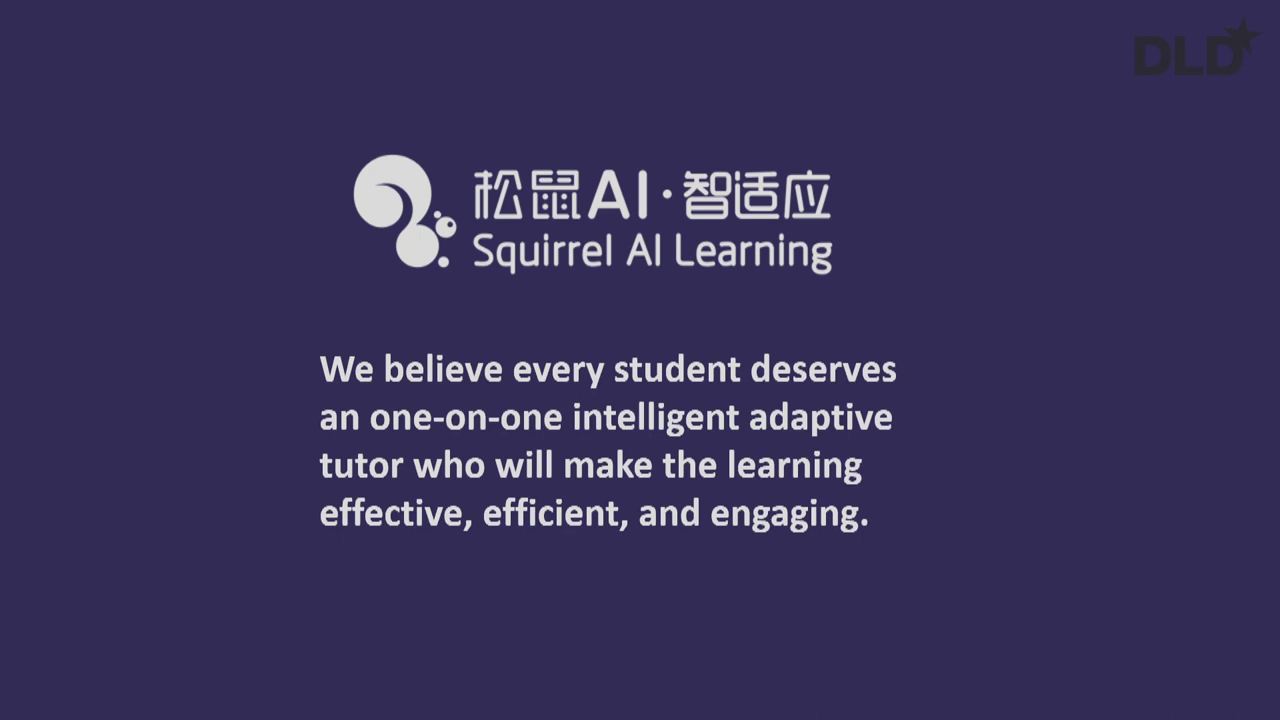 DLD
松鼠AI·智适应
Squirrel AI Learning
We believe every student deserves
an one-on-one intelligent adaptive
tutor who will make the learning
effective, efficient, and engaging.